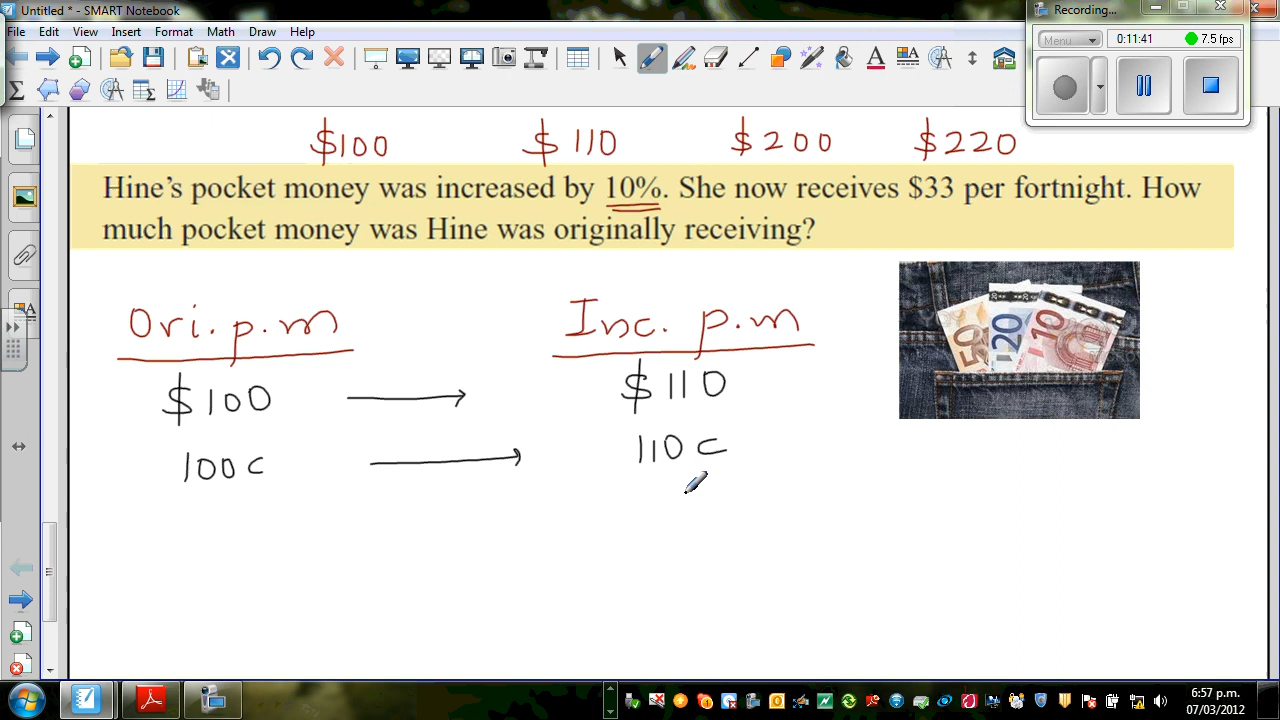 Untitled * - SMART Notebook
Recording...
File Edit View Insert Format Math Draw Help
Menu
0:11:41
7.5 fps
$100 $110 $200 $220
Hine's pocket money was increased by 10%. She now receives $33 per fortnight. How
much pocket money was Hine was originally receiving?
Ori. p.m Inc. p.m
$100 $110
100c 110c
50 20 10
6:57 p.m.
07/03/2012